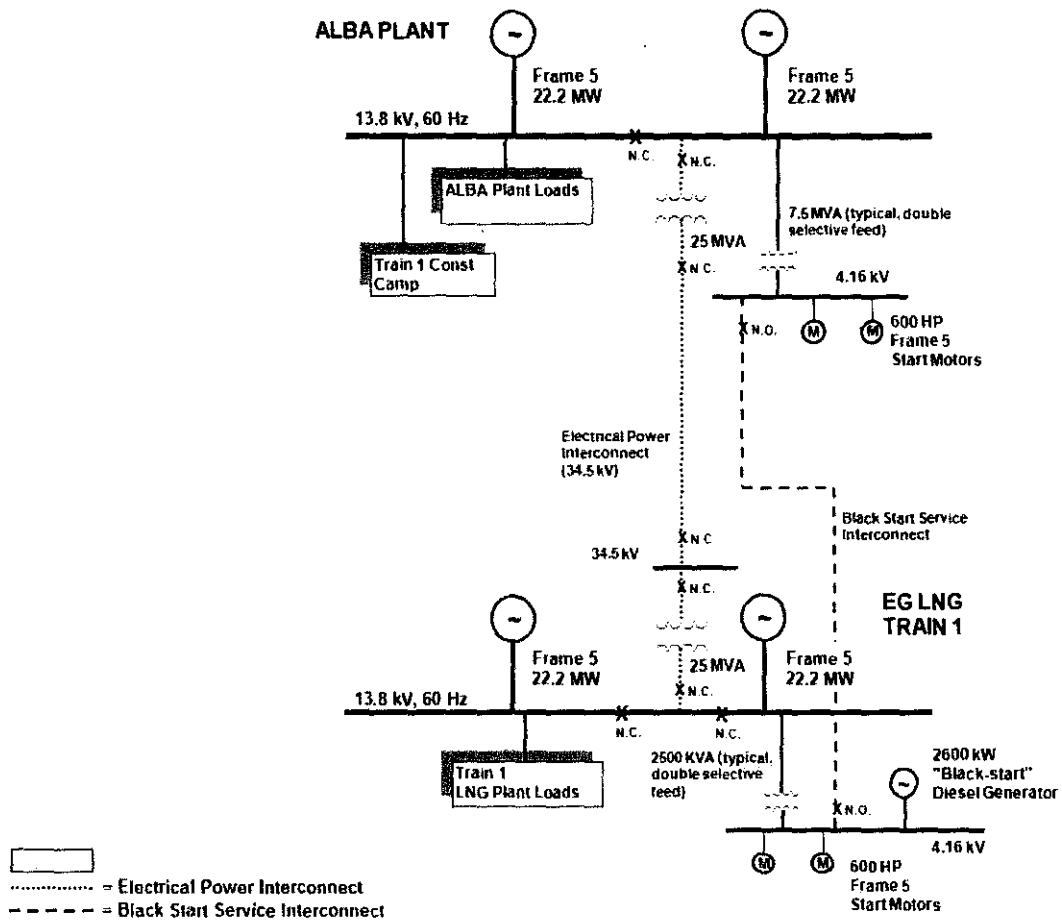 ALBA PLANT
~
~
Frame 5
22.2 MW
Frame 5
22.2 MW
13.8 kV, 60 Hz
N.C.
N.C.
ALBA Plant Loads
25 MVA
7.5 MVA (typical, double
selective feed)
Train 1 Const
Camp
N.C.
4.16 kV
N.O.
M
M
600 HP
Frame 5
Start Motors
Electrical Power
Interconnect
(34.5 kV)
Black Start Service
Interconnect
N.C
34.5 kV
N.C.
EG LNG
TRAIN 1
~
~
Frame 5
22.2 MW
25 MVA
Frame 5
22.2 MW
13.8 kV, 60 Hz
N.C.
N.C.
N.C.
Train 1
LNG Plant Loads
2500 KVA (typical,
double selective
feed)
2600 kW
"Black-start"
Diesel Generator
~
N.O.
4.16 kV
M
M
600 HP
Frame 5
Start Motors
= Electrical Power Interconnect
= Black Start Service Interconnect